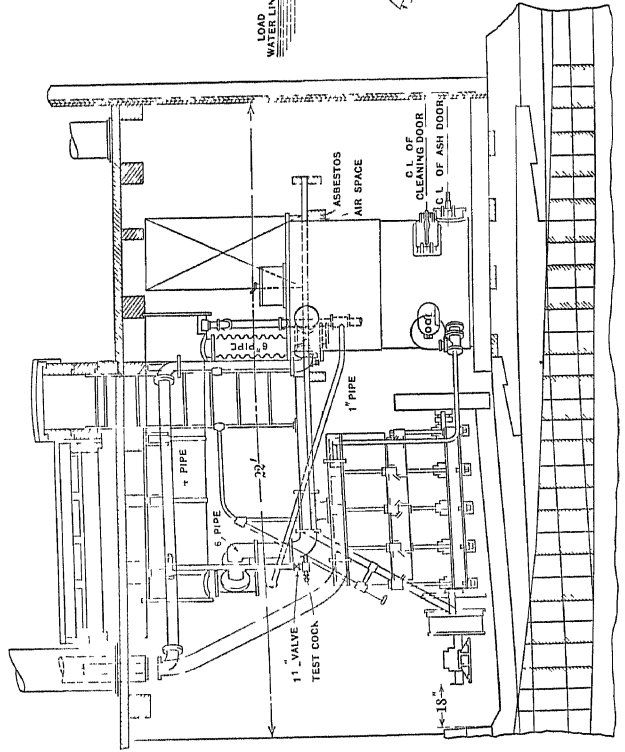 LOAD
WATER LIN
ASBESTOS
AIR SPACE
C L OF
CLEANING DOOR
C L OF ASH DOOR
6" PIPE
1" PIPE
PIPE
22'
6 PIPE
VALVE
TEST COCK
18"